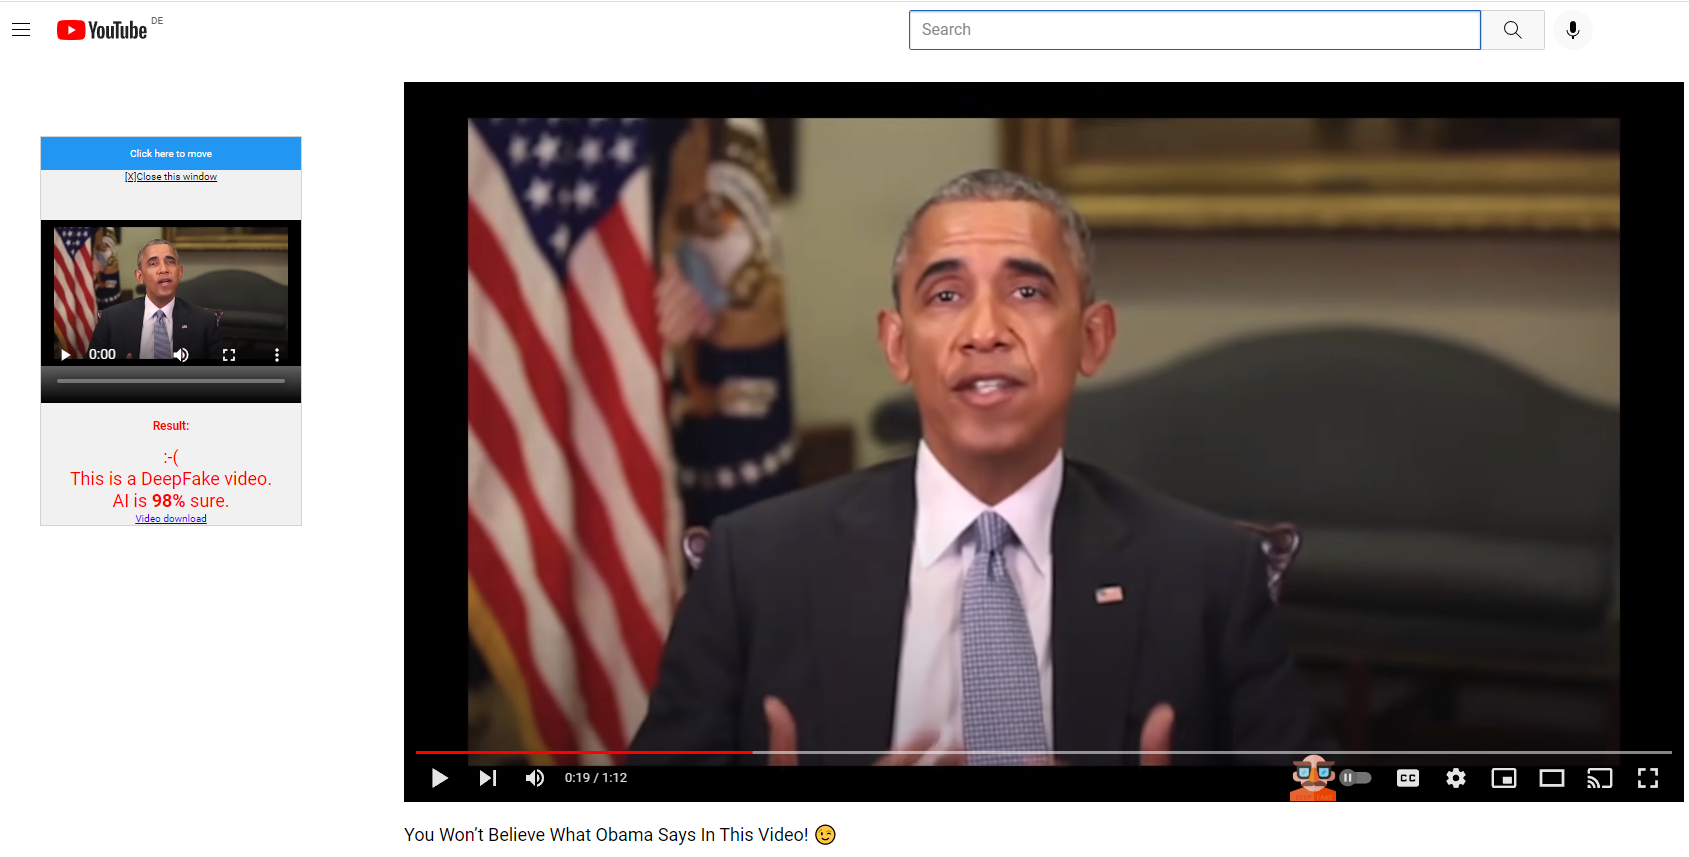 YouTube DE
Search
Click here to move
[X]Close this window
0:00
Result:
:-(
This is a DeepFake video.
AI is 98% sure.
Video download
0:19 / 1:12
CC
You Won’t Believe What Obama Says In This Video! 😉